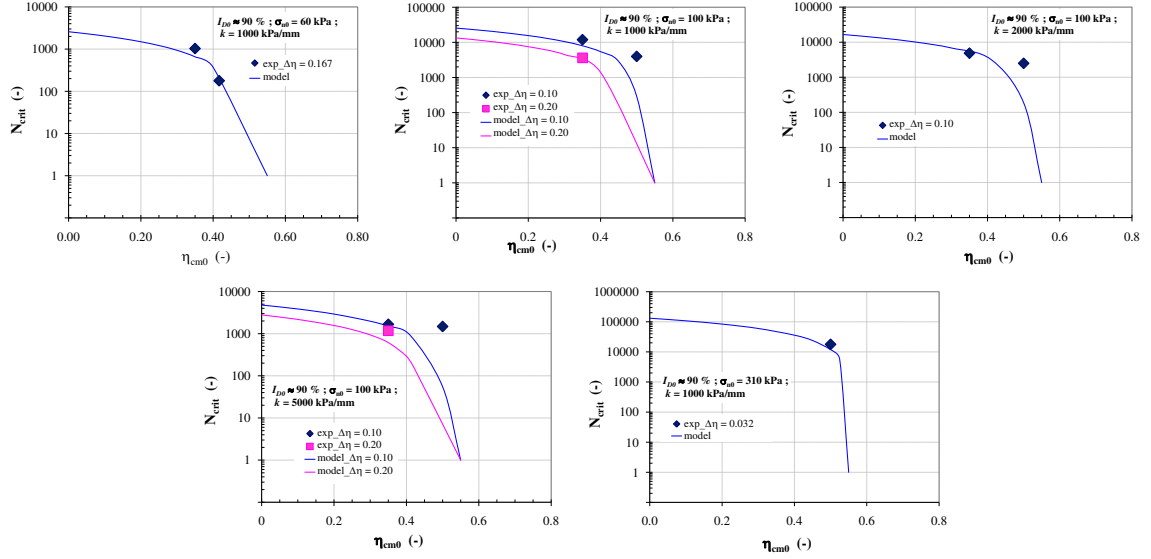 I_D0 ≈ 90 % ; σ_n0 = 60 kPa ;
k = 1000 kPa/mm
10000
1000
100
10
1
N_crit (-)
exp_Δη = 0.167
model
0.00 0.20 0.40 0.60 0.80
η_cm0 (-)
I_D0 ≈ 90 % ; σ_n0 = 100 kPa ;
k = 1000 kPa/mm
100000
10000
1000
100
10
1
N_crit (-)
exp_Δη = 0.10
exp_Δη = 0.20
model_Δη = 0.10
model_Δη = 0.20
0 0.2 0.4 0.6 0.8
η_cm0 (-)
I_D0 ≈ 90 % ; σ_n0 = 100 kPa ;
k = 2000 kPa/mm
100000
10000
1000
100
10
1
N_crit (-)
exp_Δη = 0.10
model
0 0.2 0.4 0.6 0.8
η_cm0 (-)
10000
1000
100
10
1
N_crit (-)
I_D0 ≈ 90 % ; σ_n0 = 100 kPa ;
k = 5000 kPa/mm
exp_Δη = 0.10
exp_Δη = 0.20
model_Δη = 0.10
model_Δη = 0.20
0 0.2 0.4 0.6 0.8
η_cm0 (-)
1000000
100000
10000
1000
100
10
1
N_crit (-)
I_D0 ≈ 90 % ; σ_n0 = 310 kPa ;
k = 1000 kPa/mm
exp_Δη = 0.032
model
0.0 0.2 0.4 0.6 0.8
η_cm0 (-)